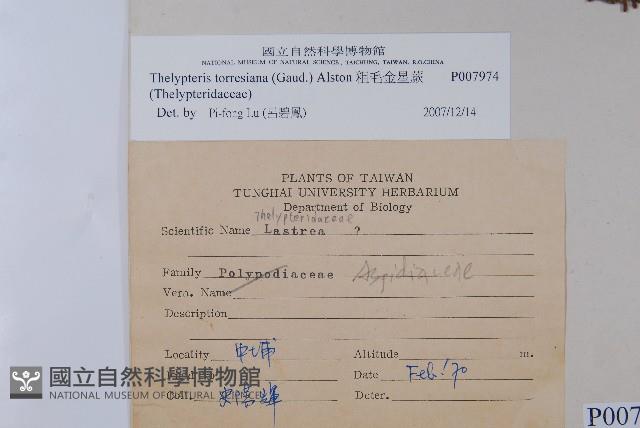 國立自然科學博物館
NATIONAL MUSEUM OF NATURAL SCIENCE, TAICHUNG, TAIWAN, R.O.CHINA
Thelypteris torresiana (Gaud.) Alston 粗毛金星蕨 P007974
(Thelypteridaceae)
Det. by Pi-fong Lu (呂碧鳳) 2007/12/14
PLANTS OF TAIWAN
TUNGHAI UNIVERSITY HERBARIUM
Department of Biology
Thelypteridaceae
Scientific Name Lastrea ?
Family Polypodiaceae Aspidiaceae
Vern. Name
Description
Locality 中埔 Altitude m.
Date Feb. '70
Coll. Deter.
國立自然科學博物館
NATIONAL MUSEUM OF NATURAL SCIENCE
P007